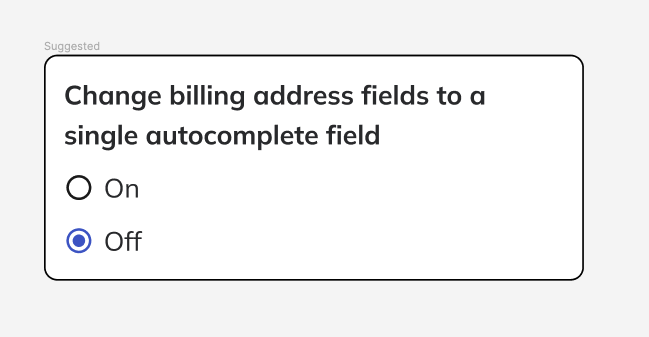 Suggested
Change billing address fields to a
single autocomplete field
On
Off